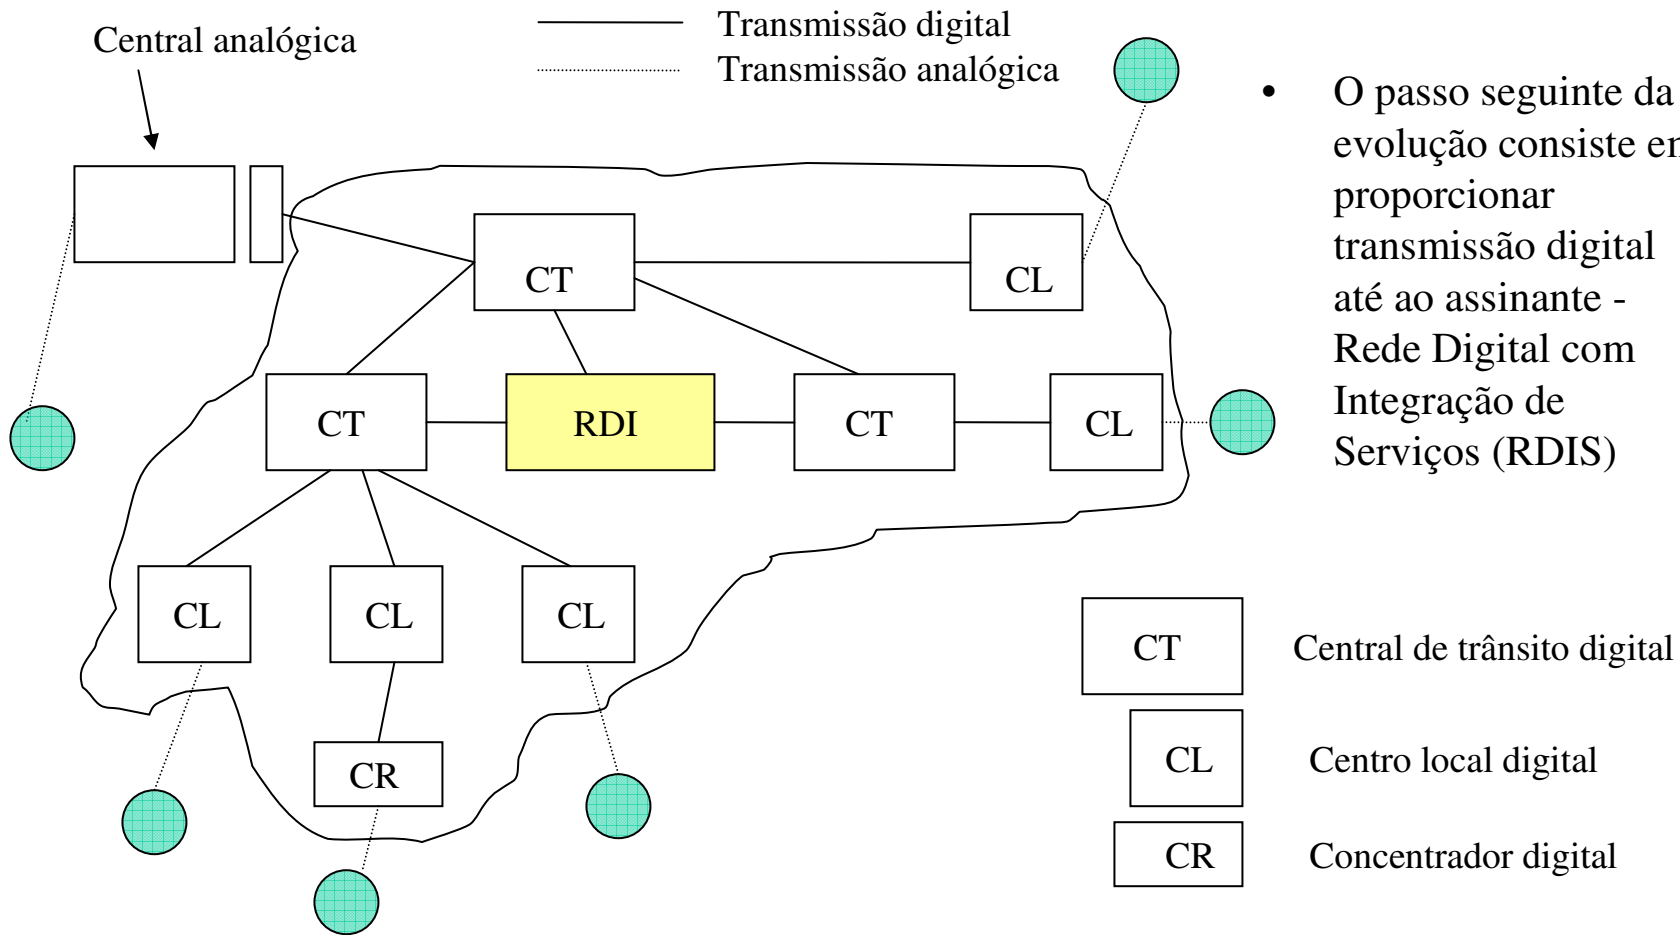 Central analógica
Transmissão digital
Transmissão analógica
• O passo seguinte da
evolução consiste em
proporcionar
transmissão digital
até ao assinante -
Rede Digital com
Integração de
Serviços (RDIS)
CT
CL
CT
RDI
CT
CL
CL
CL
CL
CR
CT Central de trânsito digital
CL Centro local digital
CR Concentrador digital